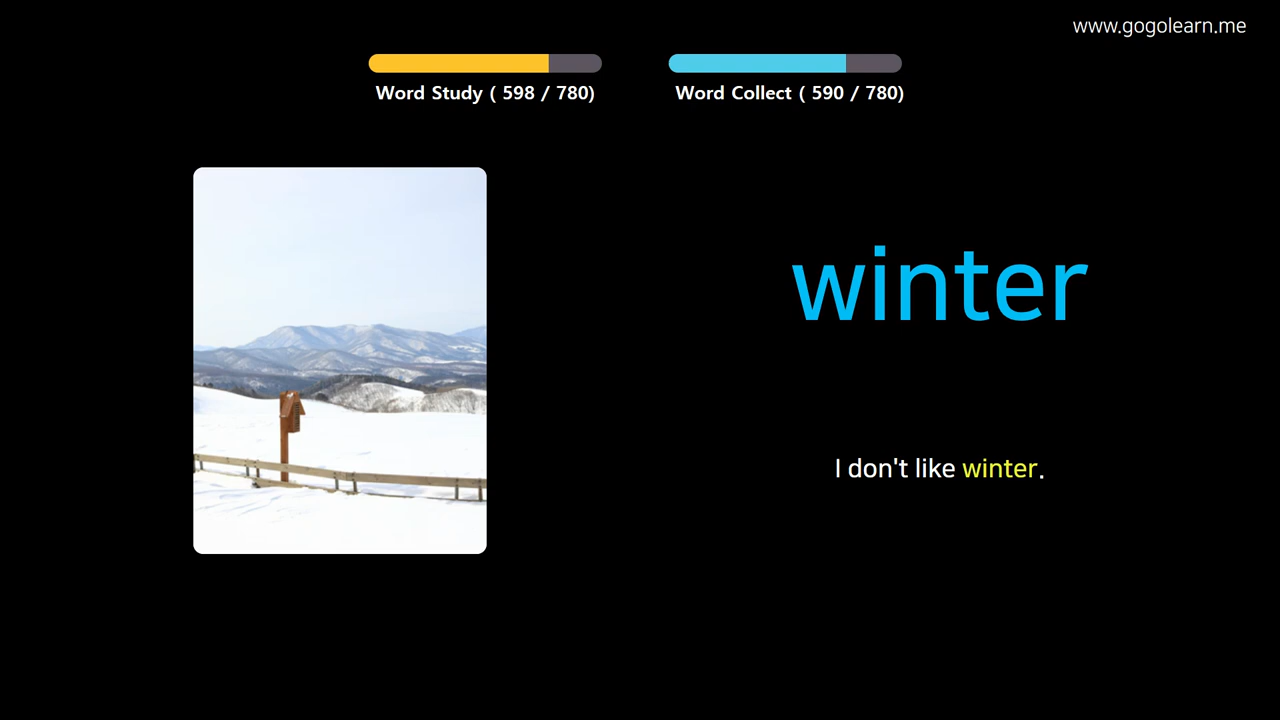 www.gogolearn.me
Word Study ( 598 / 780)
Word Collect ( 590 / 780)
winter
I don't like winter.